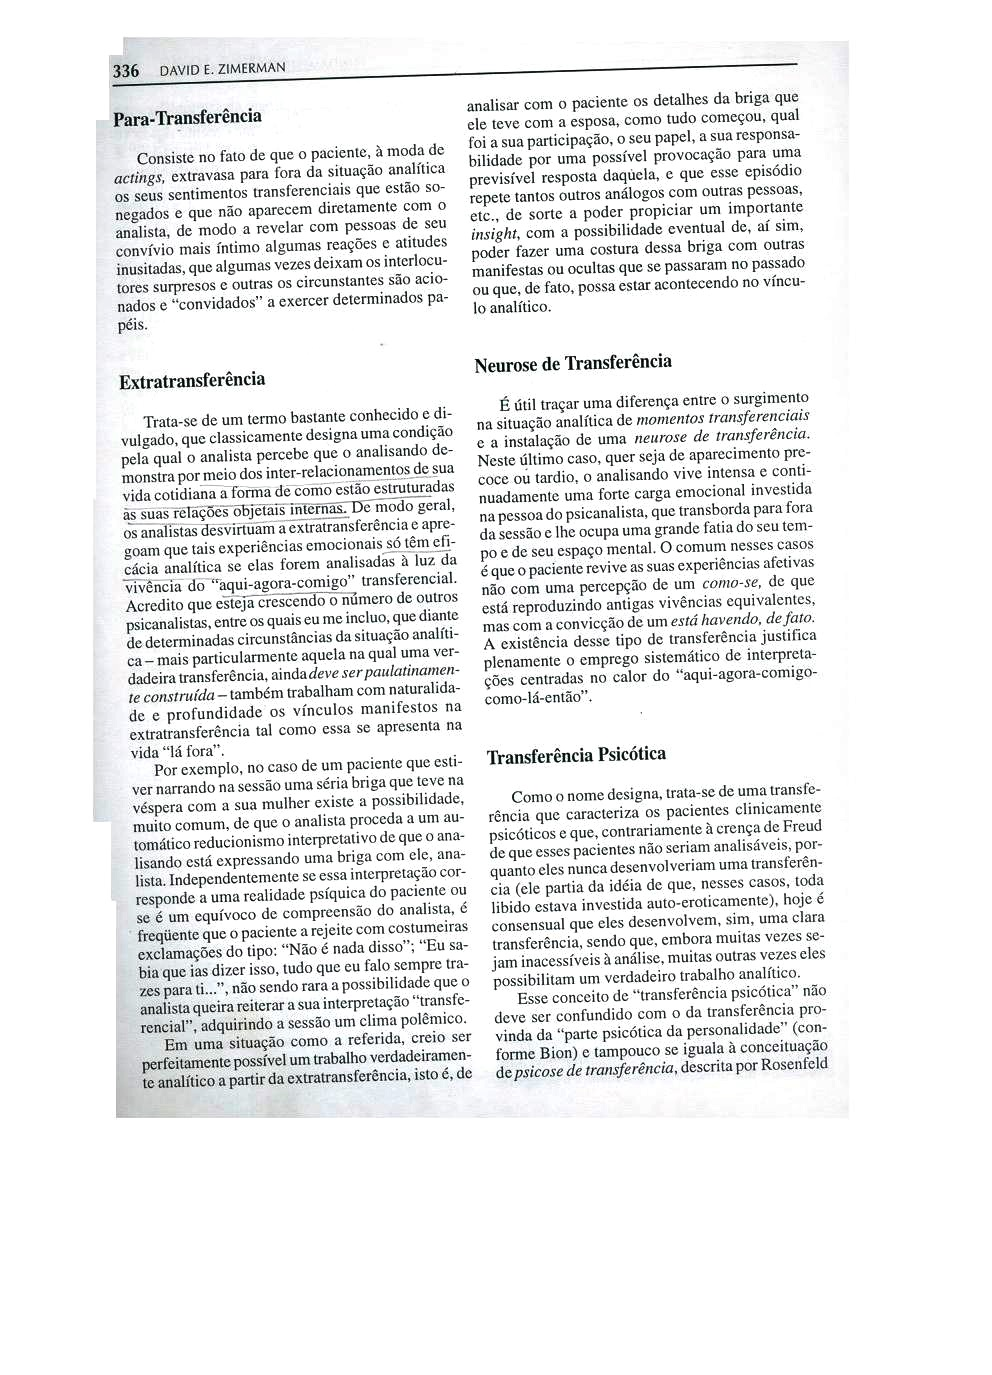 336 DAVID E. ZIMERMAN
Para-Transferência
Consiste no fato de que o paciente, à moda de
actings, extravasa para fora da situação analítica
os seus sentimentos transferenciais que estão so-
negados e que não aparecem diretamente com o
analista, de modo a revelar com pessoas de seu
convívio mais íntimo algumas reações e atitudes
inusitadas, que algumas vezes deixam os interlocu-
tores surpresos e outras os circunstantes são acio-
nados e “convidados” a exercer determinados pa-
péis.
Extratransferência
Trata-se de um termo bastante conhecido e di-
vulgado, que classicamente designa uma condição
pela qual o analista percebe que o analisando de-
monstra por meio dos inter-relacionamentos de sua
vida cotidiana a forma de como estão estruturadas
as suas relações objetais internas. De modo geral,
os analistas desvirtuam a extratransferência e apre-
goam que tais experiências emocionais só têm efi-
cácia analítica se elas forem analisadas à luz da
vivência do “aqui-agora-comigo” transferencial.
Acredito que esteja crescendo o número de outros
psicanalistas, entre os quais eu me incluo, que diante
de determinadas circunstâncias da situação analíti-
ca – mais particularmente aquela na qual uma ver-
dadeira transferência, ainda deve ser paulatinamen-
te construída – também trabalham com naturalida-
de e profundidade os vínculos manifestos na
extratransferência tal como essa se apresenta na
vida “lá fora”.
Por exemplo, no caso de um paciente que esti-
ver narrando na sessão uma séria briga que teve na
véspera com a sua mulher existe a possibilidade,
muito comum, de que o analista proceda a um au-
tomático reducionismo interpretativo de que o ana-
lisando está expressando uma briga com ele, ana-
lista. Independentemente se essa interpretação cor-
responde a uma realidade psíquica do paciente ou
se é um equívoco de compreensão do analista, é
freqüente que o paciente a rejeite com costumeiras
exclamações do tipo: “Não é nada disso”; “Eu sa-
bia que ias dizer isso, tudo que eu falo sempre tra-
zes para ti...”, não sendo rara a possibilidade que o
analista queira reiterar a sua interpretação “transfe-
rencial”, adquirindo a sessão um clima polêmico.
Em uma situação como a referida, creio ser
perfeitamente possível um trabalho verdadeiramen-
te analítico a partir da extratransferência, isto é, de
analisar com o paciente os detalhes da briga que
ele teve com a esposa, como tudo começou, qual
foi a sua participação, o seu papel, a sua responsa-
bilidade por uma possível provocação para uma
previsível resposta daquela, e que esse episódio
repete tantos outros análogos com outras pessoas,
etc., de sorte a poder propiciar um importante
insight, com a possibilidade eventual de, aí sim,
poder fazer uma costura dessa briga com outras
manifestas ou ocultas que se passaram no passado
ou que, de fato, possa estar acontecendo no víncu-
lo analítico.
Neurose de Transferência
É útil traçar uma diferença entre o surgimento
na situação analítica de momentos transferenciais
e a instalação de uma neurose de transferência.
Neste último caso, quer seja de aparecimento pre-
coce ou tardio, o analisando vive intensa e conti-
nuadamente uma forte carga emocional investida
na pessoa do psicanalista, que transborda para fora
da sessão e lhe ocupa uma grande fatia do seu tem-
po e de seu espaço mental. O comum nesses casos
é que o paciente revive as suas experiências afetivas
não com uma percepção de um como-se, de que
está reproduzindo antigas vivências equivalentes,
mas com a convicção de um está havendo, de fato.
A existência desse tipo de transferência justifica
plenamente o emprego sistemático de interpreta-
ções centradas no calor do “aqui-agora-comigo-
como-lá-então”.
Transferência Psicótica
Como o nome designa, trata-se de uma transfe-
rência que caracteriza os pacientes clinicamente
psicóticos e que, contrariamente à crença de Freud
de que esses pacientes não seriam analisáveis, por-
quanto eles nunca desenvolveriam uma transferên-
cia (ele partia da idéia de que, nesses casos, toda
libido estava investida auto-eroticamente), hoje é
consensual que eles desenvolvem, sim, uma clara
transferência, sendo que, embora muitas vezes se-
jam inacessíveis à análise, muitas outras vezes eles
possibilitam um verdadeiro trabalho analítico.
Esse conceito de “transferência psicótica” não
deve ser confundido com o da transferência pro-
vinda da “parte psicótica da personalidade” (con-
forme Bion) e tampouco se iguala à conceituação
de psicose de transferência, descrita por Rosenfeld